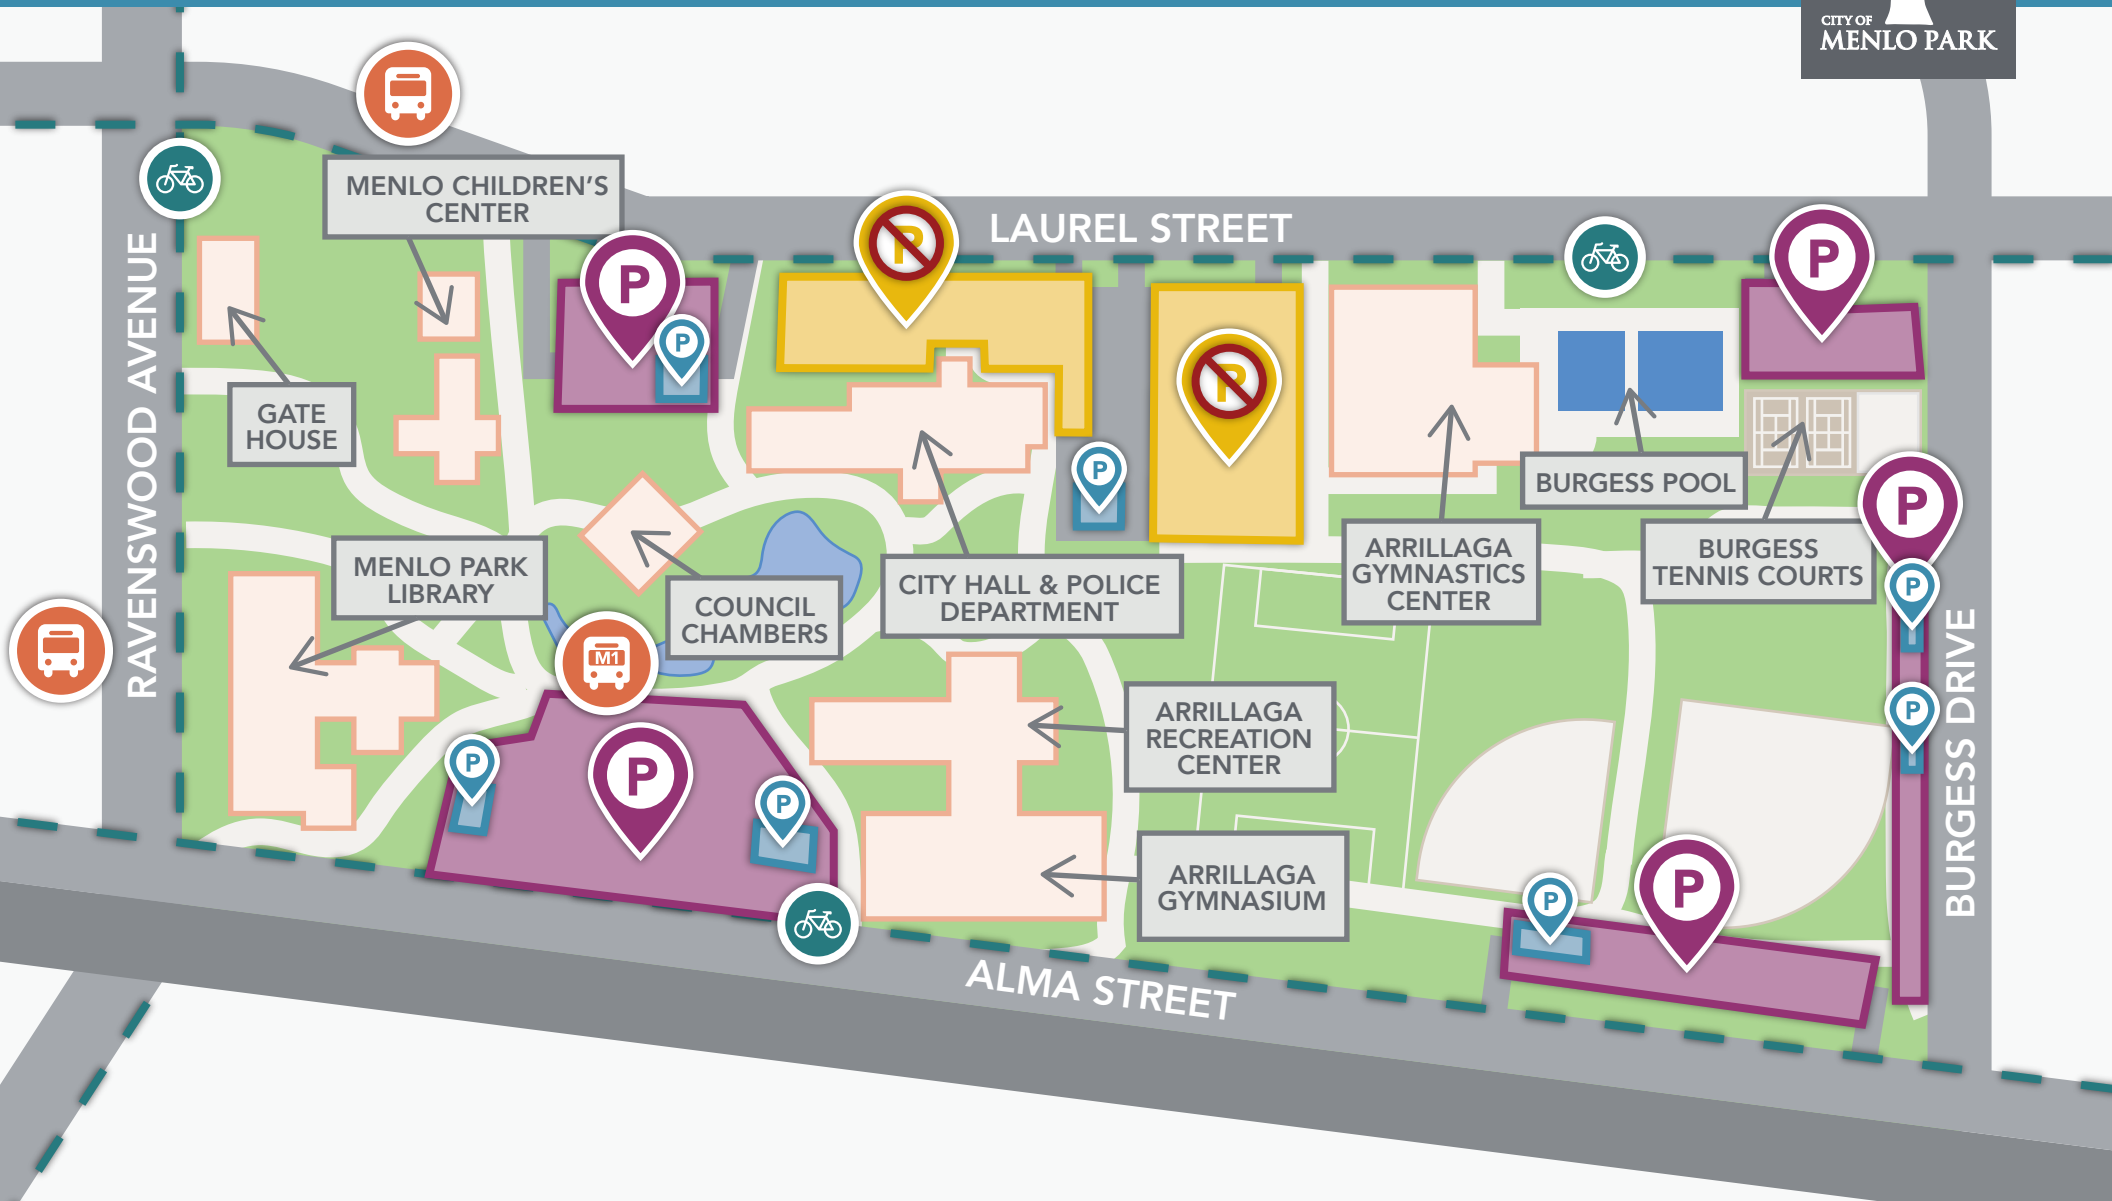 CITY OF
MENLO PARK
MENLO CHILDREN'S
CENTER
LAUREL STREET
P
P
P
P
P
P
RAVENSWOOD AVENUE
GATE
HOUSE
P
BURGESS POOL
P
MENLO PARK
LIBRARY
COUNCIL
CHAMBERS
CITY HALL & POLICE
DEPARTMENT
ARRILLAGA
GYMNASTICS
CENTER
BURGESS
TENNIS COURTS
P
M1
P
BURGESS DRIVE
ARRILLAGA
RECREATION
CENTER
P
P
P
ARRILLAGA
GYMNASIUM
P
P
ALMA STREET